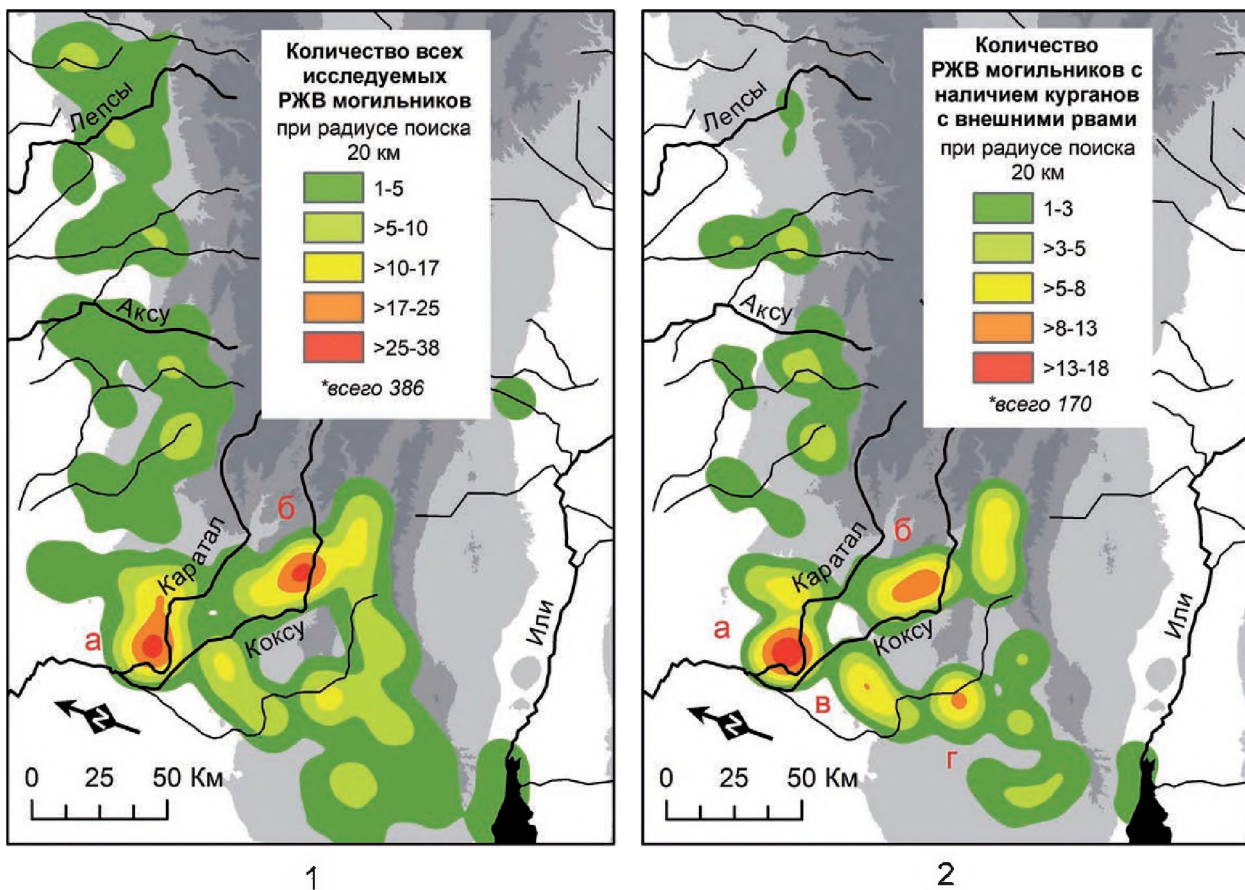 Количество всех
исследуемых
РЖВ могильников
при радиусе поиска
20 км
1-5
>5-10
>10-17
>17-25
>25-38
*всего 386
Лепсы
Аксу
б
Каратал
а
Коксу
Или
N
0 25 50 Км
1
Количество
РЖВ могильников с
наличием курганов
с внешними рвами
при радиусе поиска
20 км
1-3
>3-5
>5-8
>8-13
>13-18
*всего 170
Лепсы
Аксу
б
Каратал
а
Коксу
Или
в
г
N
0 25 50 Км
2